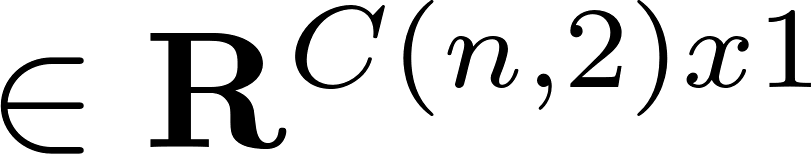 ∈ R^{C(n,2)x1}